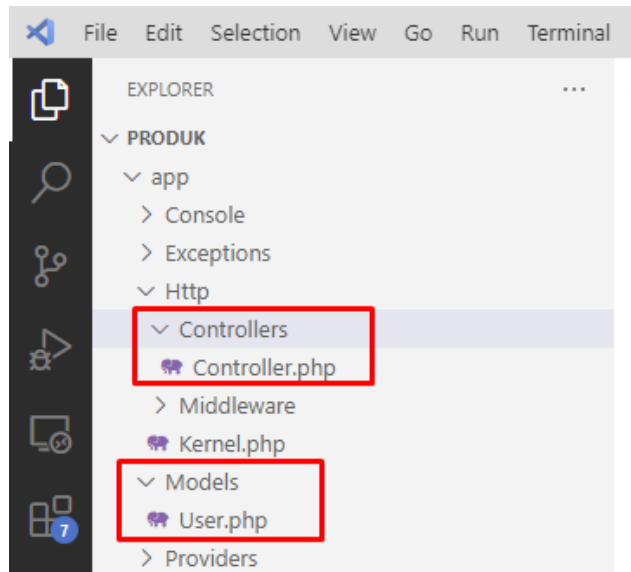 File Edit Selection View Go Run Terminal
EXPLORER ...
PRODUK
app
Console
Exceptions
Http
Controllers
Controller.php
Middleware
Kernel.php
Models
User.php
7
Providers